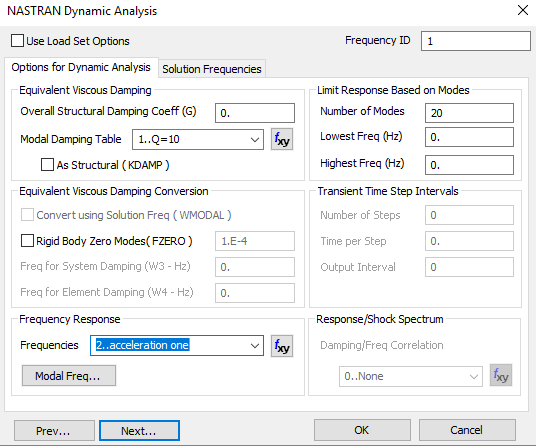 NASTRAN Dynamic Analysis
Use Load Set Options
Frequency ID 1
Options for Dynamic Analysis Solution Frequencies
Equivalent Viscous Damping
Overall Structural Damping Coeff (G) 0.
Modal Damping Table 1..Q=10 fxy
As Structural ( KDAMP )
Limit Response Based on Modes
Number of Modes 20
Lowest Freq (Hz) 0.
Highest Freq (Hz) 0.
Equivalent Viscous Damping Conversion
Convert using Solution Freq ( WMODAL )
Rigid Body Zero Modes( FZERO ) 1.E-4
Freq for System Damping (W3 - Hz) 0.
Freq for Element Damping (W4 - Hz) 0.
Transient Time Step Intervals
Number of Steps 0
Time per Step 0.
Output Interval 0
Frequency Response
Frequencies 2..acceleration one fxy
Modal Freq...
Response/Shock Spectrum
Damping/Freq Correlation
0..None fxy
Prev... Next... OK Cancel